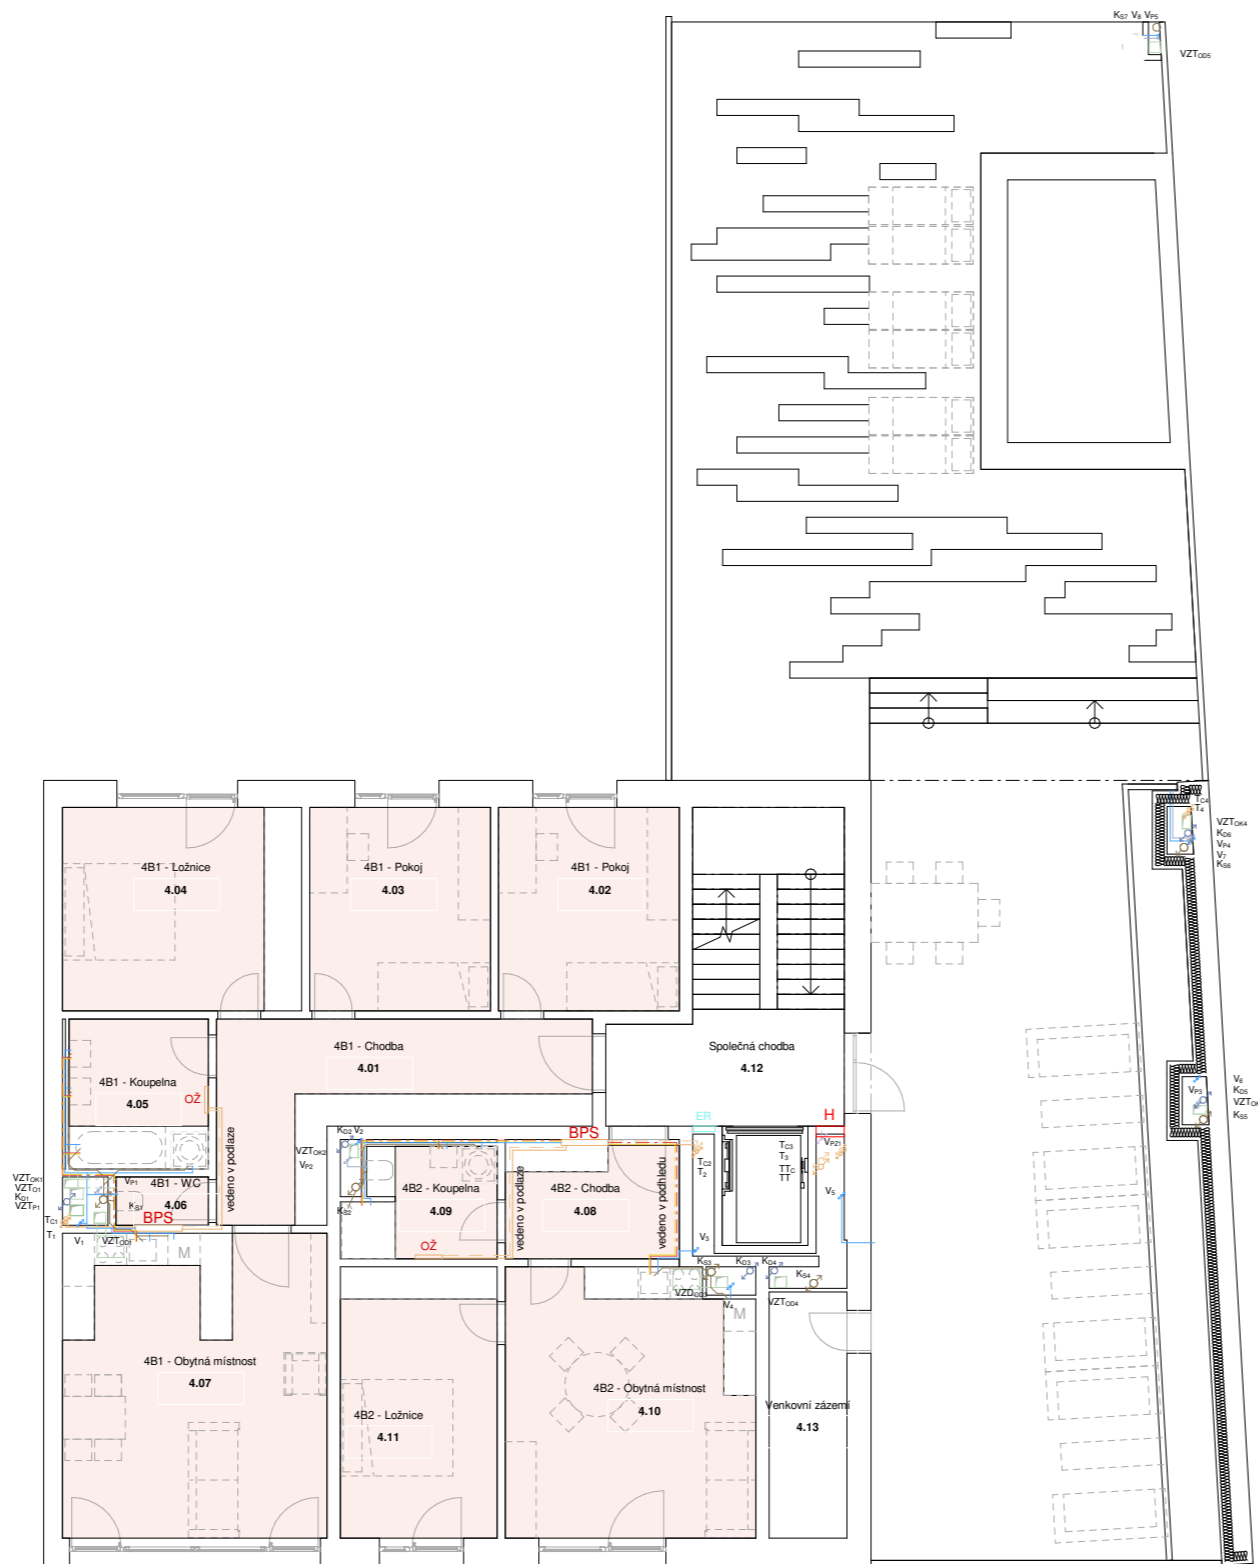 KS7 V8 VP5
VZTOD5
TC4
T4
VZTOK4
KD6
VP4
V7
KS6
4B1 - Ložnice
4.04
4B1 - Pokoj
4.03
4B1 - Pokoj
4.02
4B1 - Chodba
4.01
Společná chodba
4.12
4B1 - Koupelna
4.05
OŽ
vedeno v podlaze
V6
KD5
VP3
VZTOK
KS5
ER
H
KD2 V2
BPS
VZTOK2
VP2
KS2
4B2 - Koupelna
4.09
OŽ
vedeno v podlaze
4B2 - Chodba
4.08
vedeno v podhledu
TC2
T2
TC3
T3
TTC
TT
VP21
V5
V3
VZTOK1
VZTO1
KD1
VZTP1
VP1
4B1 - WC
4.06
KS1
BPS
TC1
T1
V1
VZTOD1
M
KS3
KD3
KD4
KS4
VZDOD3
V4
VZTOD4
M
4B1 - Obytná místnost
4.07
4B2 - Ložnice
4.11
4B2 - Obytná místnost
4.10
Venkovní zázemí
4.13